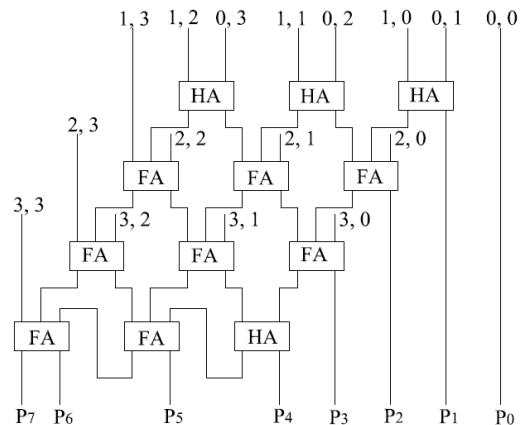 1, 3 1, 2 0, 3 1, 1 0, 2 1, 0 0, 1 0, 0
HA HA HA
2, 3 2, 2 2, 1 2, 0
FA FA FA
3, 3 3, 2 3, 1 3, 0
FA FA FA
FA FA HA
P7 P6 P5 P4 P3 P2 P1 P0